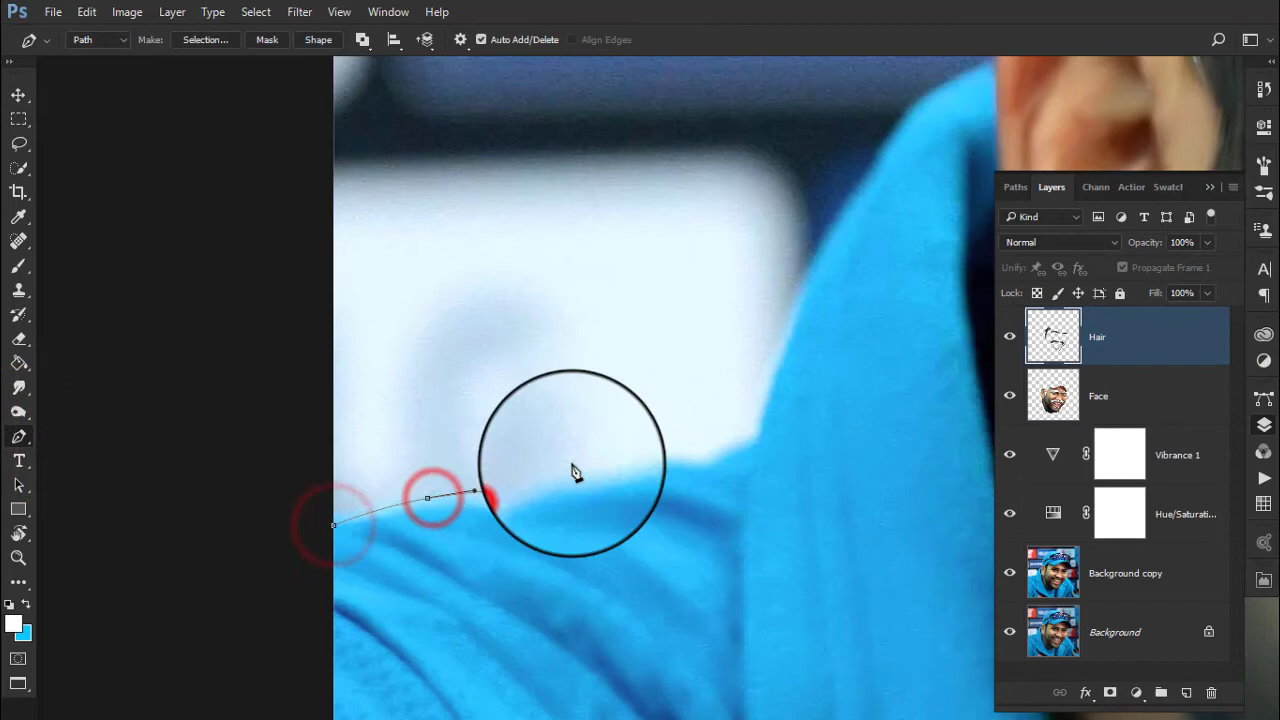 Ps File Edit Image Layer Type Select Filter View Window Help
Path Make: Selection... Mask Shape Auto Add/Delete Align Edges
Paths Layers Chann Action Swatcl
Kind
Normal Opacity: 100%
Unify: Propagate Frame 1
Lock: Fill: 100%
Hair
Face
Vibrance 1
Hue/Saturati...
Background copy
Background